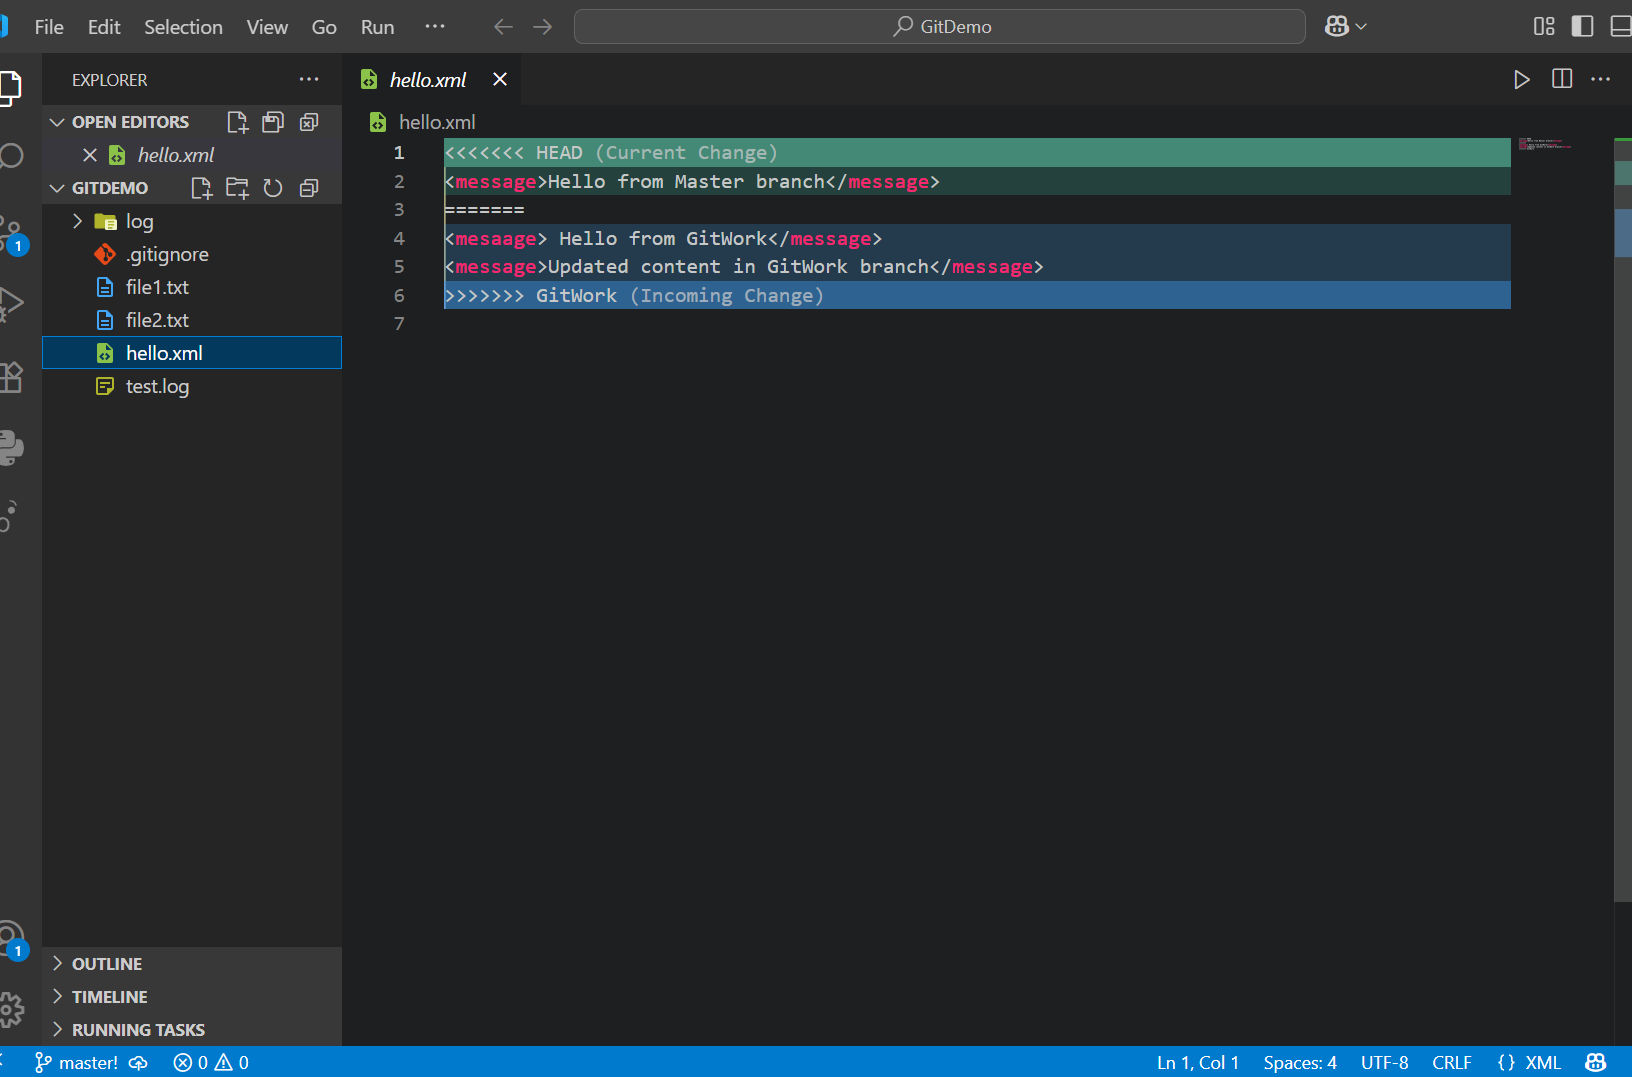 File Edit Selection View Go Run ··· GitDemo
EXPLORER ···
hello.xml
OPEN EDITORS
hello.xml
GITDEMO
log
.gitignore
file1.txt
file2.txt
hello.xml
test.log
1
1
OUTLINE
TIMELINE
RUNNING TASKS
hello.xml
1 <<<<<<< HEAD (Current Change)
2 <message>Hello from Master branch</message>
3 =======
4 <mesaage> Hello from GitWork</message>
5 <message>Updated content in GitWork branch</message>
6 >>>>>>> GitWork (Incoming Change)
7
master! 0 0 Ln 1, Col 1 Spaces: 4 UTF-8 CRLF {} XML